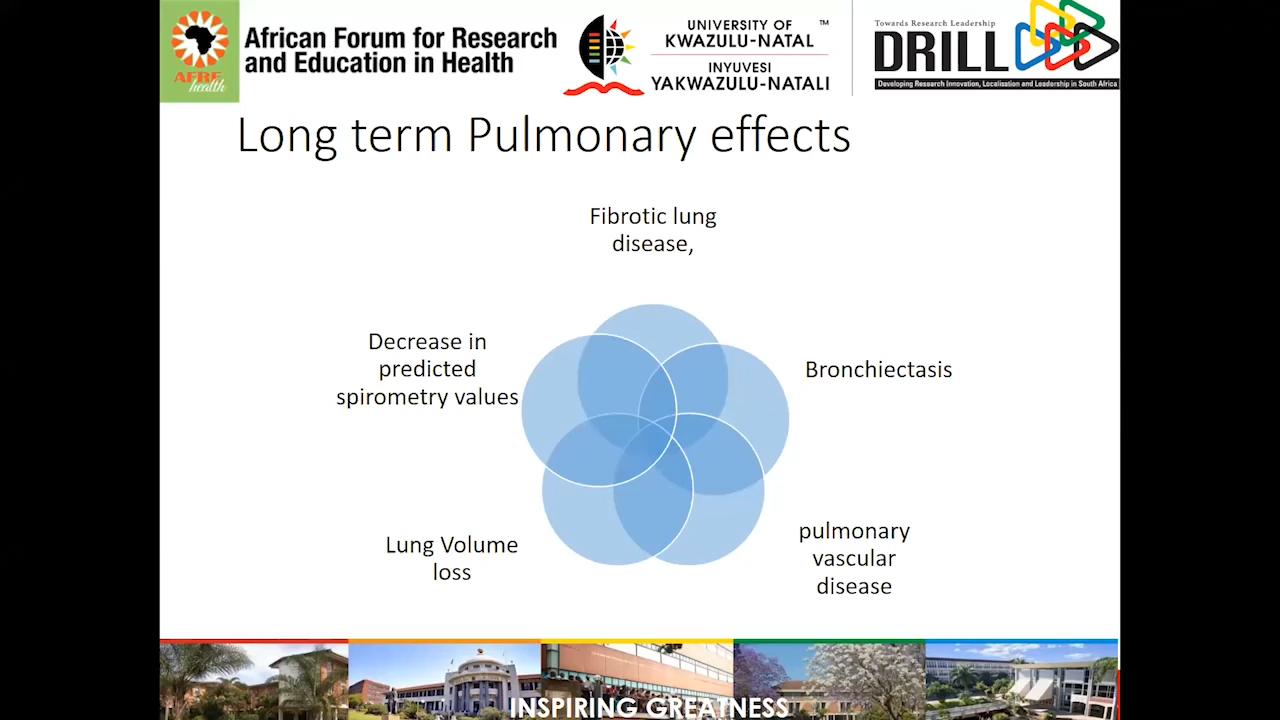 AFRE
health
African Forum for Research
and Education in Health
UNIVERSITY OF ™
KWAZULU-NATAL
INYUVESI
YAKWAZULU-NATALI
Towards Research Leadership
DRILL
Developing Research Innovation, Localisation and Leadership in South Africa
Long term Pulmonary effects
Fibrotic lung
disease,
Decrease in
predicted
spirometry values
Bronchiectasis
Lung Volume
loss
pulmonary
vascular
disease
INSPIRING GREATNESS